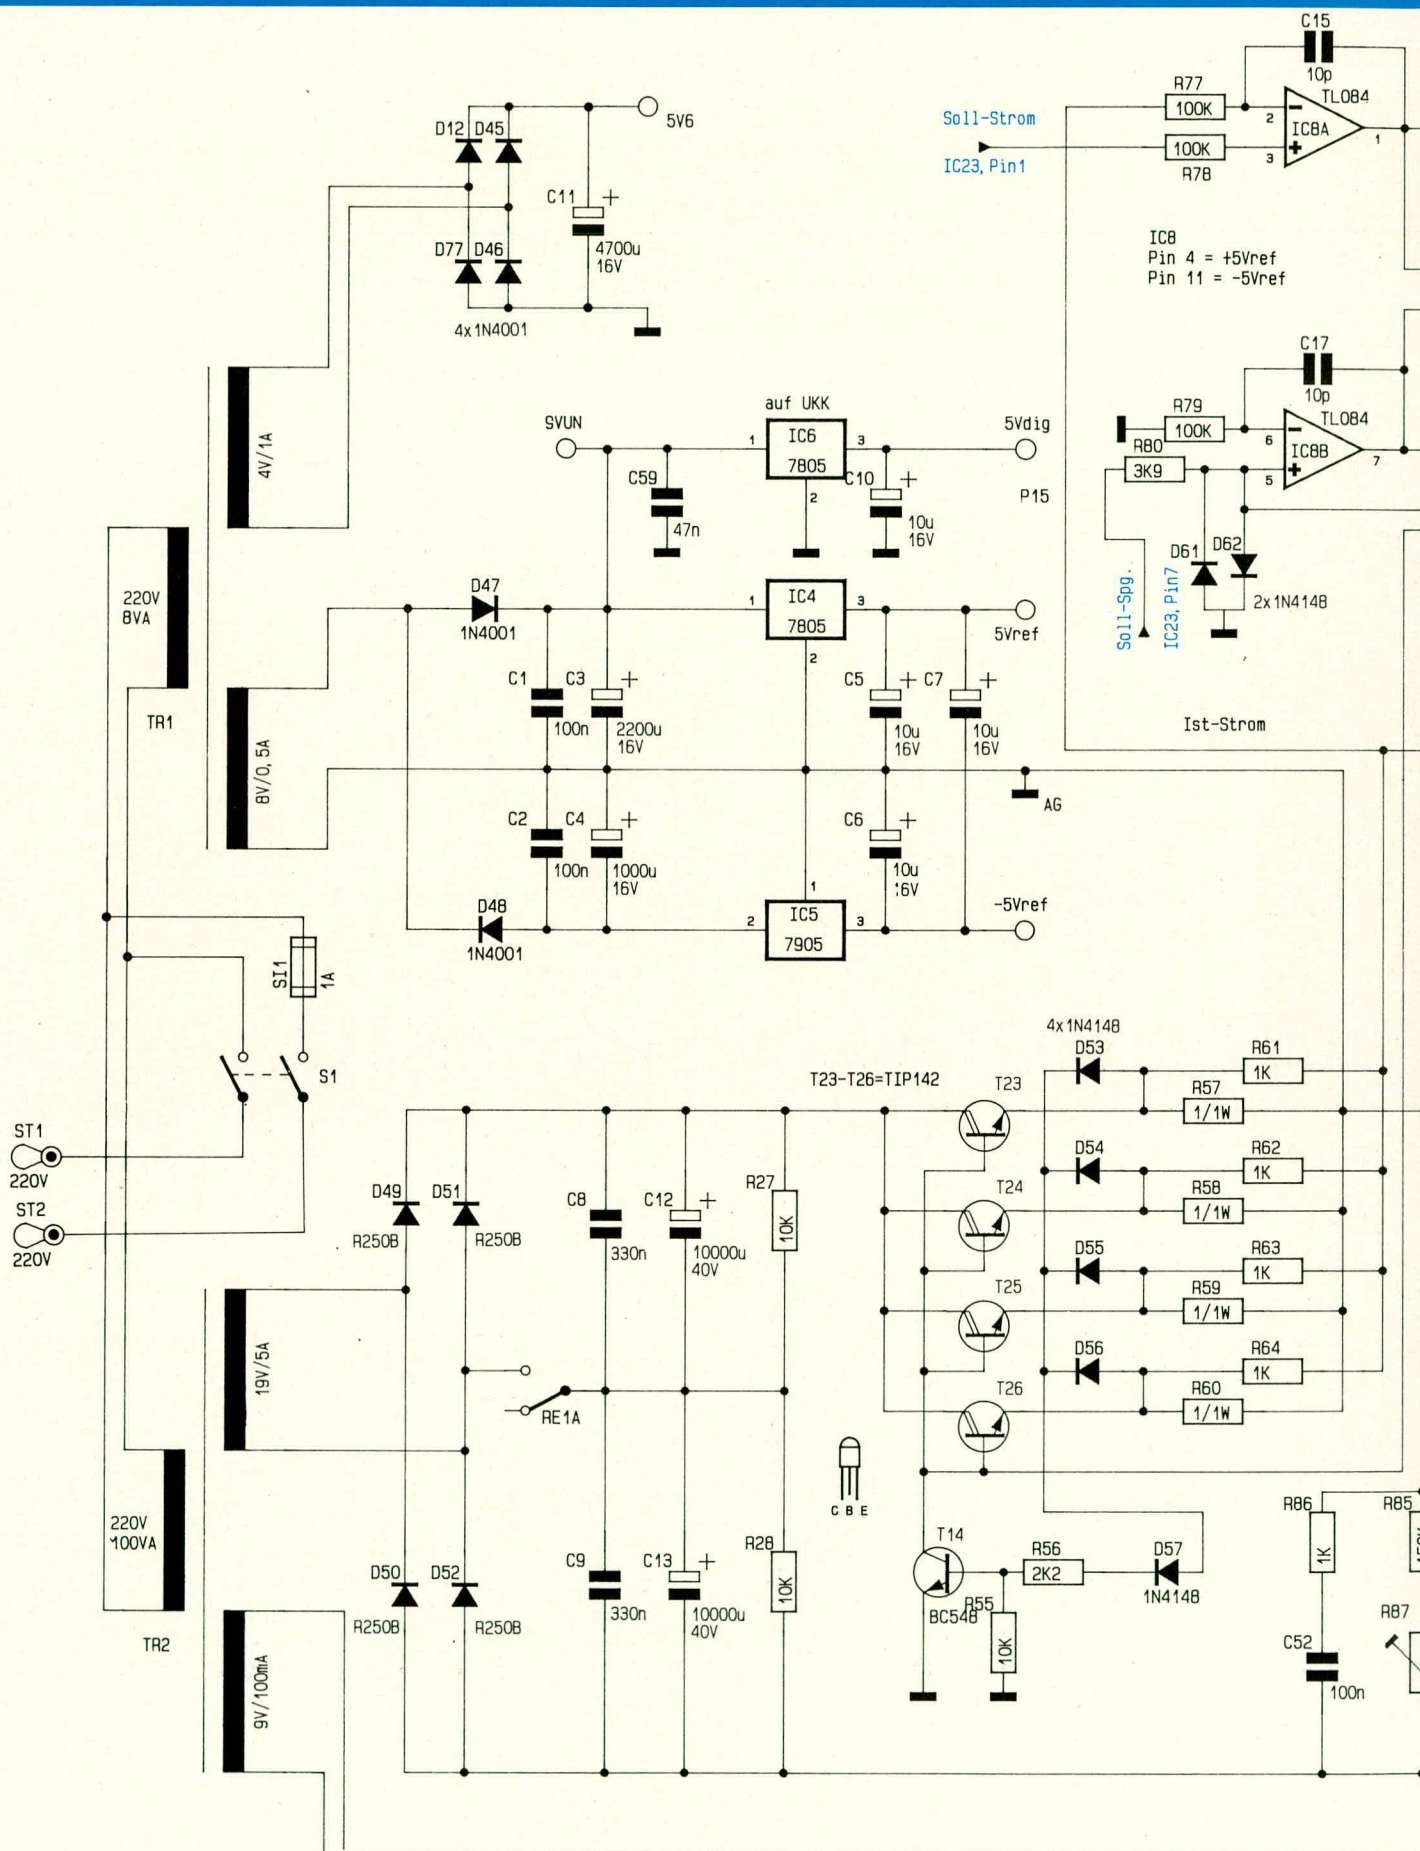 C15
10p
R77
100K
TL084
2
IC8A
1
Soll-Strom
IC23, Pin1
100K
3
R78
5V6
D12 D45
C11
+
4700u
16V
D77 D46
4x1N4001
IC8
Pin 4 = +5Vref
Pin 11 = -5Vref
C17
10p
R79
100K
TL084
6
IC8B
7
R80
3K9
5
4V/1A
SVUN
auf UKK
1
IC6
7805
3
2
5Vdig
P15
C59
47n
C10
+
10u
16V
D61
D62
2x1N4148
Soll-Spg.
IC23, Pin7
220V
8VA
TR1
D47
1N4001
1
IC4
7805
3
2
5Vref
C1
100n
C3
+
2200u
16V
C5
+
10u
16V
C7
+
10u
16V
Ist-Strom
8V/0,5A
AG
C2
100n
C4
+
1000u
16V
C6
+
10u
16V
D48
1N4001
1
2
IC5
7905
3
-5Vref
SI1
1A
S1
ST1
220V
ST2
220V
T23-T26=TIP142
4x1N4148
T23
D53
R61
1K
R57
1/1W
T24
D54
R62
1K
R58
1/1W
T25
D55
R63
1K
R59
1/1W
T26
D56
R64
1K
R60
1/1W
D49
R250B
D51
R250B
C8
330n
C12
+
10000u
40V
R27
10K
19V/5A
RE1A
C B E
220V
100VA
TR2
D50
R250B
D52
R250B
C9
330n
C13
+
10000u
40V
R28
10K
T14
BC548
R56
2K2
D57
1N4148
R55
10K
R86
1K
R85
R87
C52
100n
9V/100mA